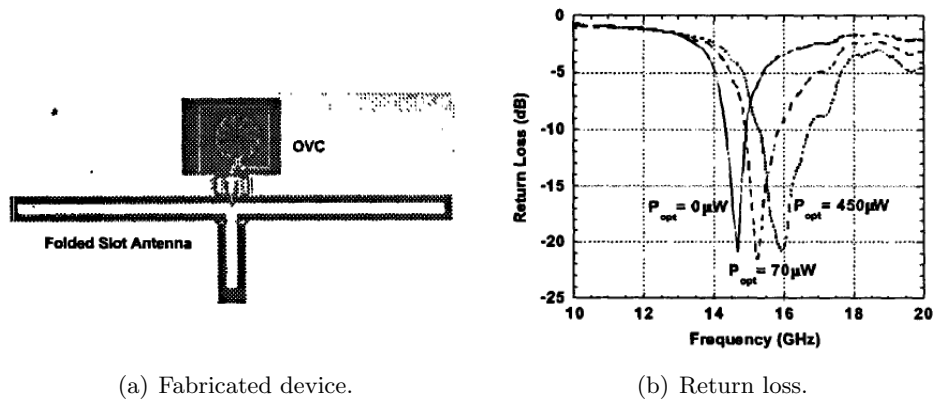 OVC
Folded Slot Antenna
(a) Fabricated device.
0
-5
-10
-15
-20
-25
Return Loss (dB)
P_opt = 0μW
P_opt = 450μW
P_opt = 70μW
10 12 14 16 18 20
Frequency (GHz)
(b) Return loss.